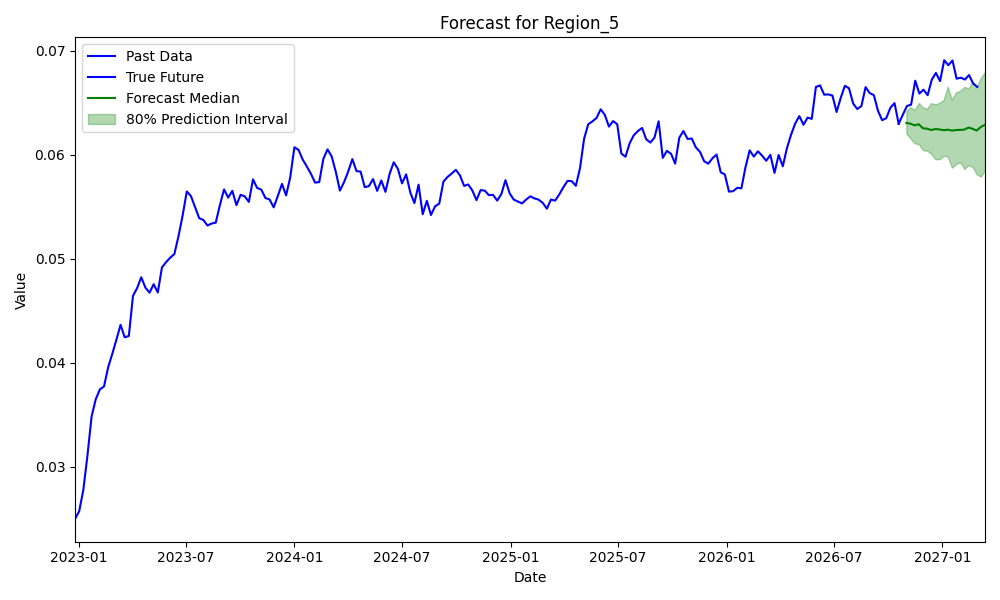 Forecast for Region_5
Past Data
True Future
Forecast Median
80% Prediction Interval
0.07
0.06
0.05
0.04
0.03
Value
2023-01
2023-07
2024-01
2024-07
2025-01
2025-07
2026-01
2026-07
2027-01
Date